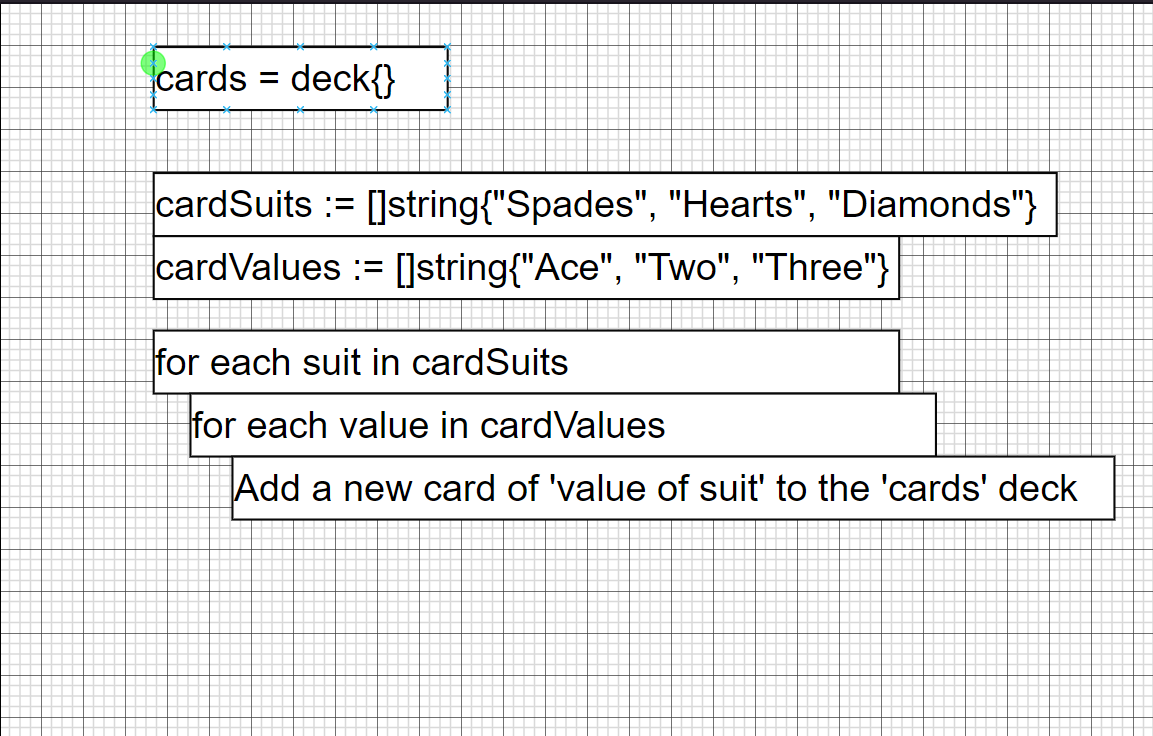 cards = deck{}
cardSuits := []string{"Spades", "Hearts", "Diamonds"}
cardValues := []string{"Ace", "Two", "Three"}
for each suit in cardSuits
for each value in cardValues
Add a new card of 'value of suit' to the 'cards' deck